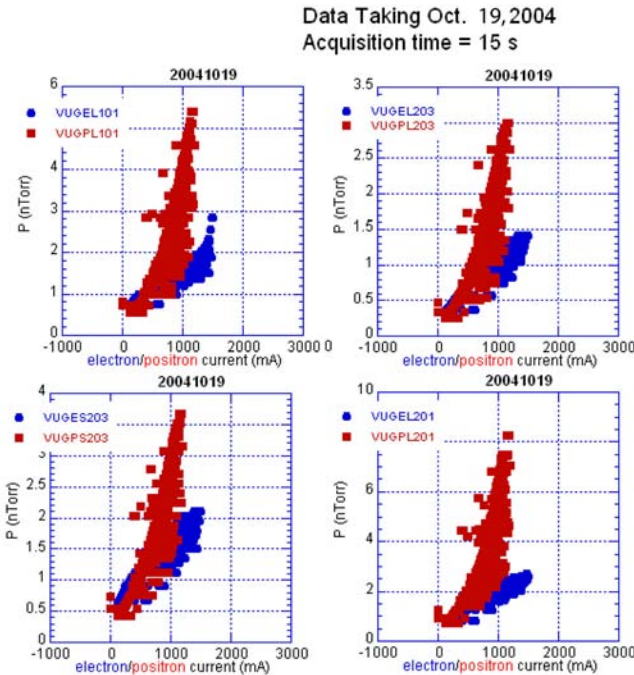 Data Taking Oct. 19,2004
Acquisition time = 15 s
20041019
VUGEL101
VUGPL101
P (nTorr)
6
5
4
3
2
1
0
-1000 0 1000 2000 3000
electron/positron current (mA)
20041019
VUGEL203
VUGPL203
P (nTorr)
3.5
3
2.5
2
1.5
1
0.5
0
-1000 0 1000 2000 3000
electron/positron current (mA)
20041019
VUGES203
VUGPS203
P (nTorr)
4
2.5
2
1.5
1
0.5
0
-1000 0 1000 2000 3000
electron/positron current (mA)
20041019
VUGEL201
VUGPL201
P (nTorr)
10
6
4
2
0
-1000 0 1000 2000 3000
electron/positron current (mA)